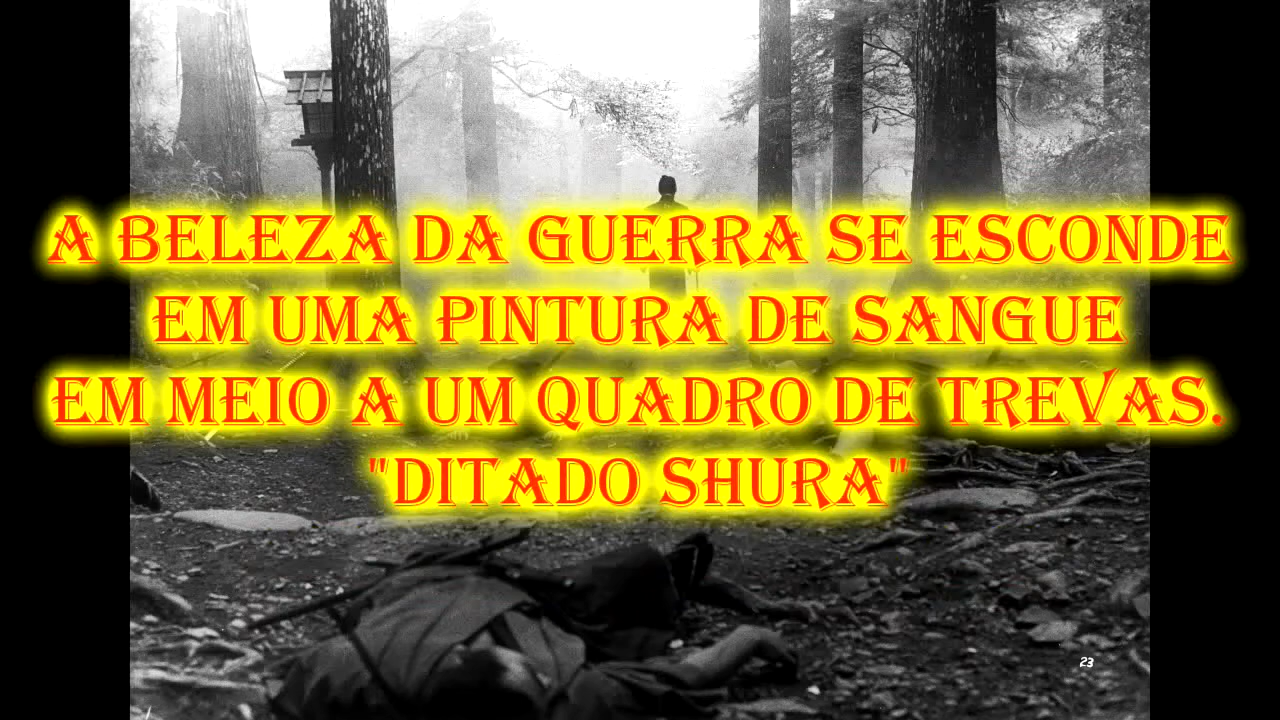 A BELEZA DA GUERRA SE ESCONDE
EM UMA PINTURA DE SANGUE
EM MEIO A UM QUADRO DE TREVAS.
"DITADO SHURA"
23